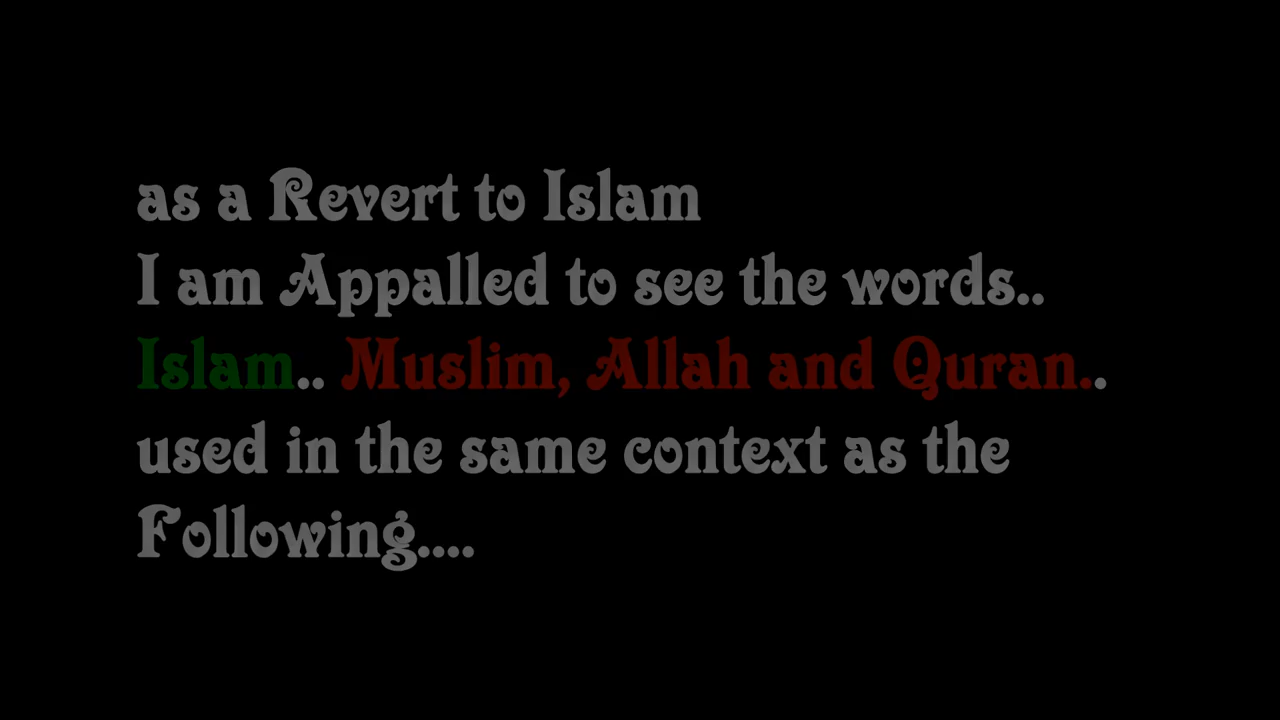 as a Revert to Islam
I am Appalled to see the words..
Islam.. Muslim, Allah and Quran..
used in the same context as the
Following....